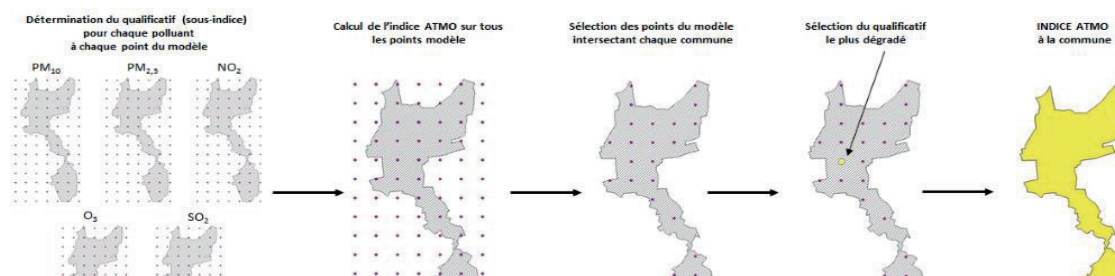 Détermination du qualificatif (sous-indice)
pour chaque polluant
à chaque point du modèle
PM₁₀ PM₂,₅ NO₂
O₃ SO₂
Calcul de l'indice ATMO sur tous
les points modèle
Sélection des points du modèle
intersectant chaque commune
Sélection du qualificatif
le plus dégradé
INDICE ATMO
à la commune